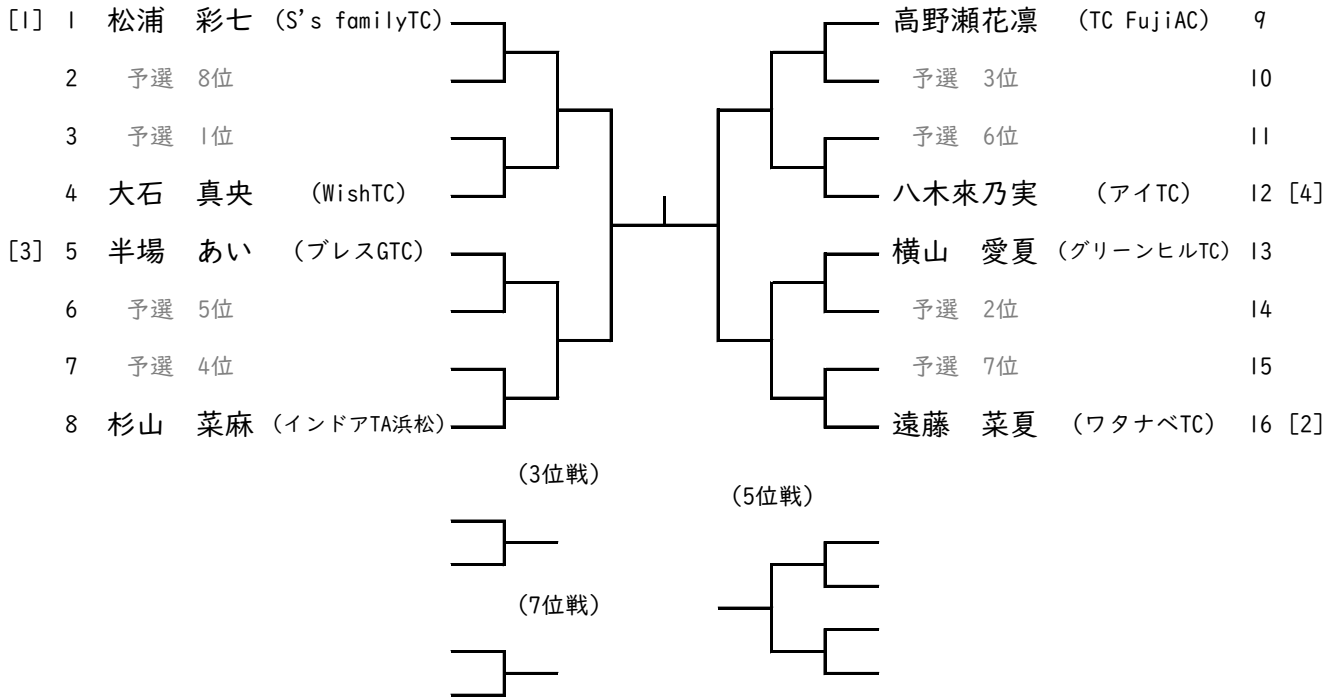 [1] 1 松浦 彩七 (S's familyTC)
2 予選 8位
3 予選 1位
4 大石 真央 (WishTC)
[3] 5 半場 あい (ブレスGTC)
6 予選 5位
7 予選 4位
8 杉山 菜麻 (インドアTA浜松)
高野瀬花凛 (TC FujiAC) 9
予選 3位 10
予選 6位 11
八木來乃実 (アイTC) 12 [4]
横山 愛夏 (グリーンヒルTC) 13
予選 2位 14
予選 7位 15
遠藤 菜夏 (ワタナベTC) 16 [2]
(3位戦)
(5位戦)
(7位戦)